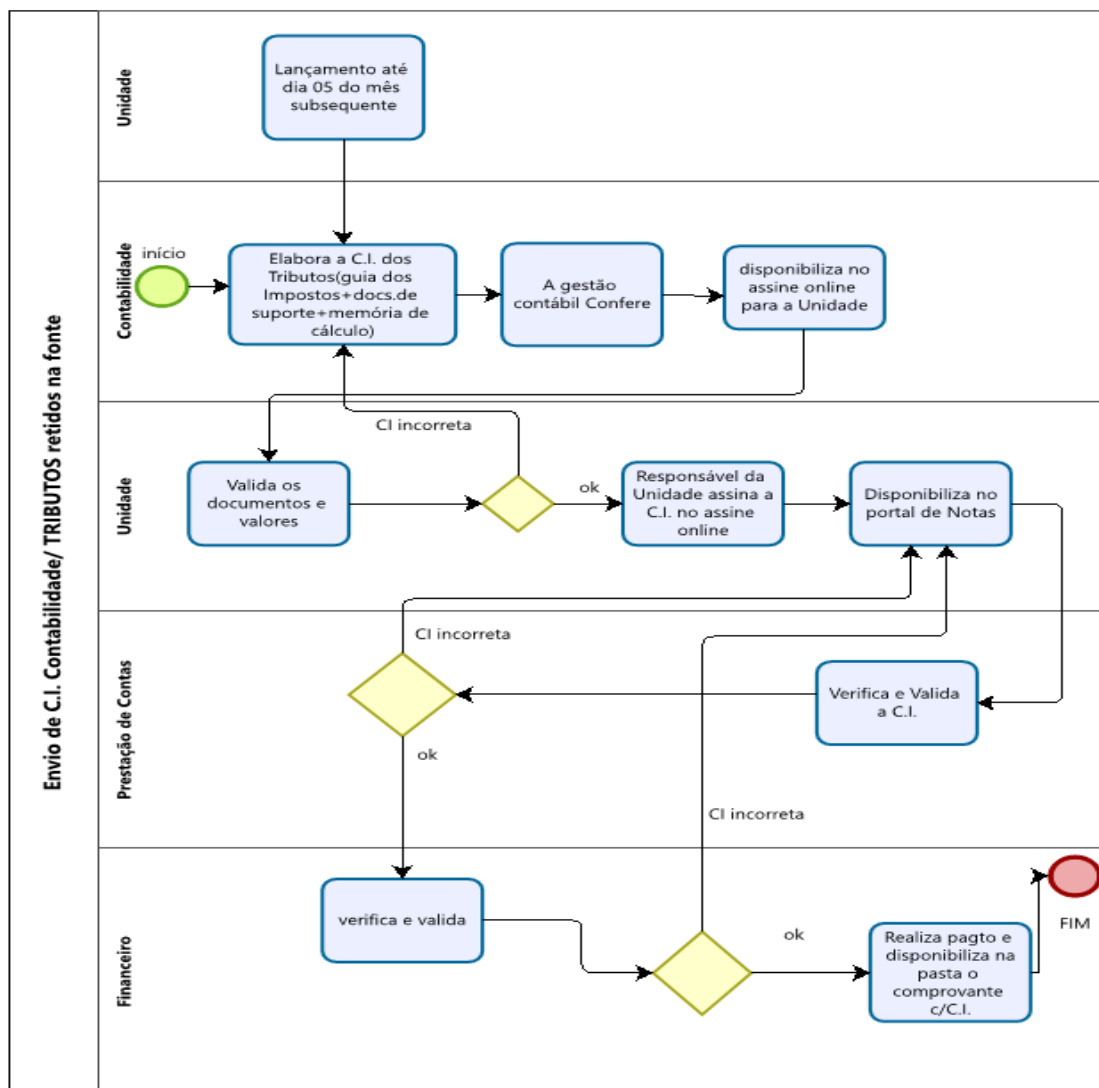 Envio de C.I. Contabilidade/ TRIBUTOS retidos na fonte
Unidade
Lançamento até
dia 05 do mês
subsequente
Contabilidade
início
Elabora a C.I. dos
Tributos(guia dos
Impostos+docs.de
suporte+memória de
cálculo)
A gestão
contábil Confere
disponibiliza no
assine online
para a Unidade
Unidade
CI incorreta
Valida os
documentos e
valores
ok
Responsável da
Unidade assina a
C.I. no assine
online
Disponibiliza no
portal de Notas
Prestação de Contas
CI incorreta
Verifica e Valida
a C.I.
ok
CI incorreta
Financeiro
verifica e valida
ok
Realiza pagto e
disponibiliza na
pasta o
comprovante
c/C.I.
FIM